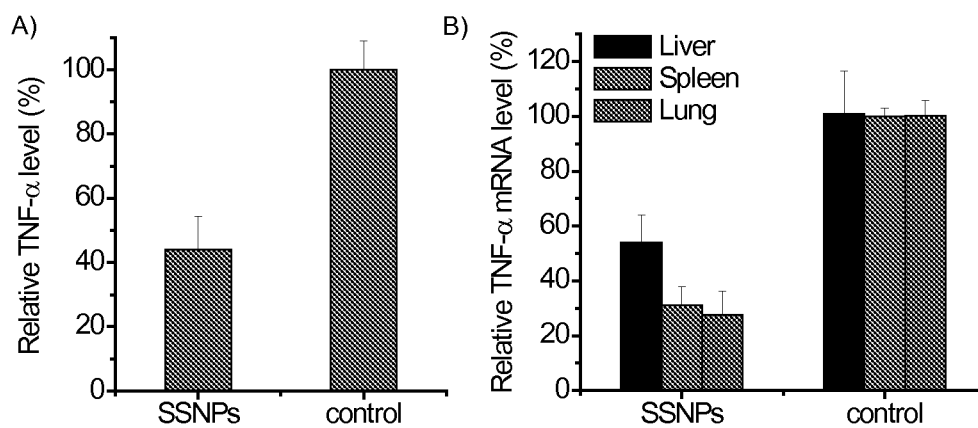 A)
Relative TNF-α level (%)
100
80
60
40
20
0
SSNPs control
B)
Relative TNF-α mRNA level (%)
Liver
Spleen
Lung
120
100
80
60
40
20
0
SSNPs control